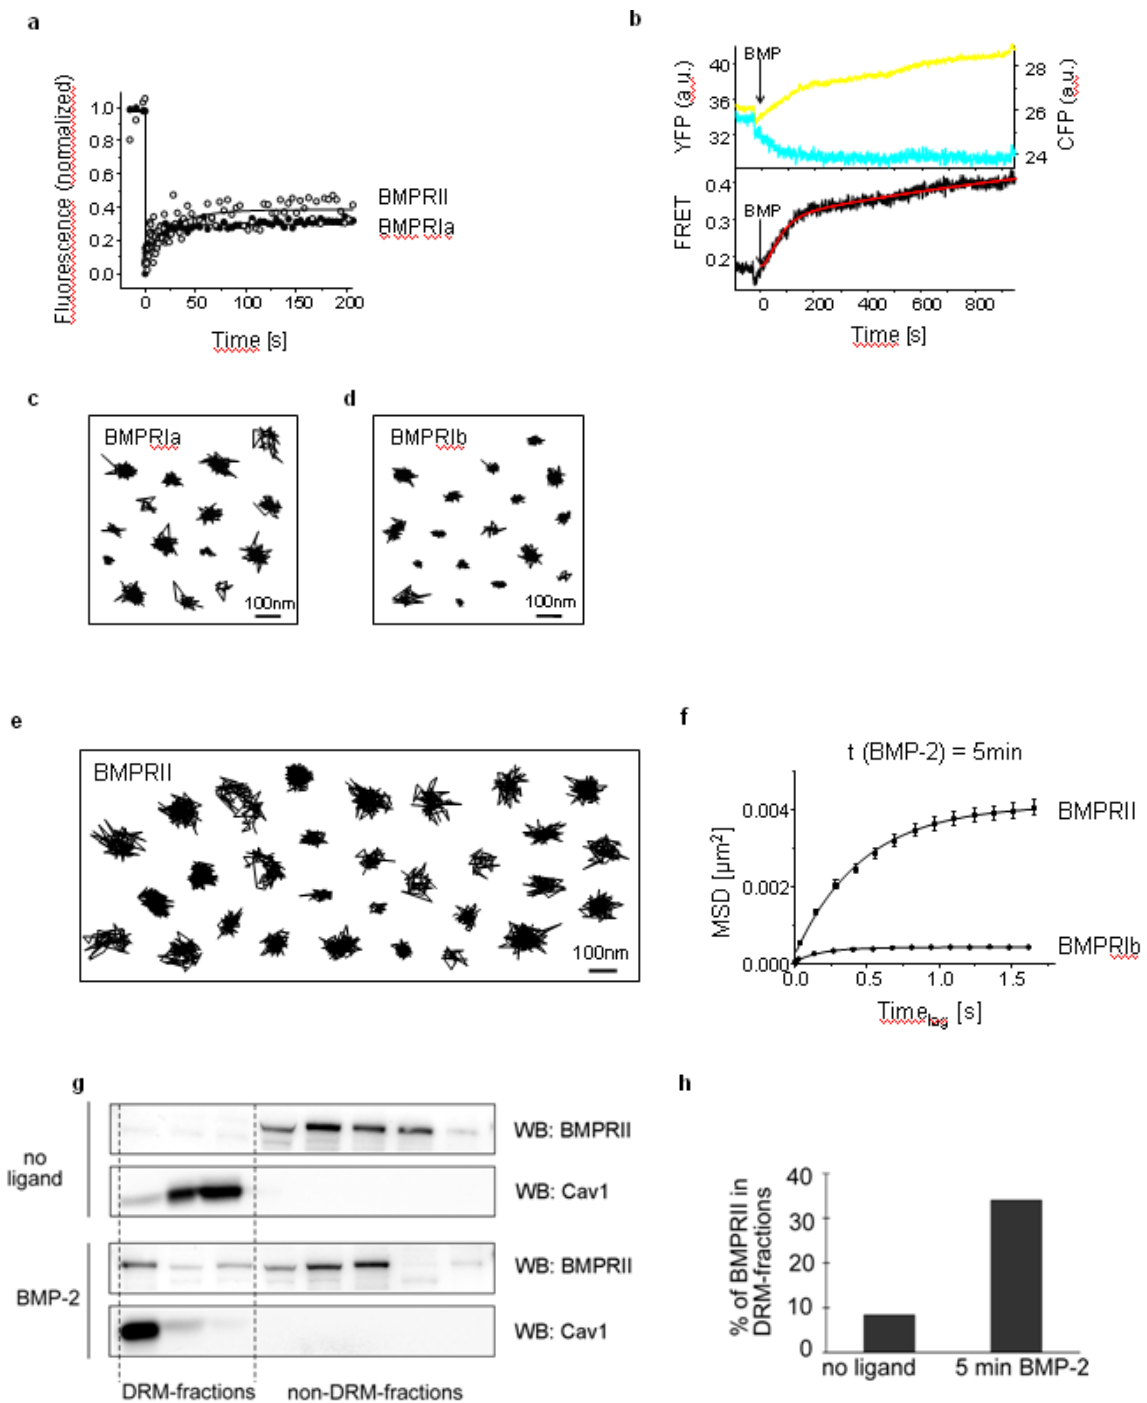 a
Fluorescence (normalized)
1.0
0.8
0.6
0.4
0.2
0.0
BMPRII
BMPRIa
0 50 100 150 200
Time [s]
b
YFP (a.u.)
40
36
32
BMP
28
26
24
CFP (a.u.)
FRET
0.4
0.3
0.2
BMP
0 200 400 600 800
Time [s]
c
BMPRIa
100nm
d
BMPRIb
100nm
e
BMPRII
100nm
f
t (BMP-2) = 5min
MSD [µm²]
0.004
0.002
0.000
BMPRII
BMPRIb
0.0 0.5 1.0 1.5
Time lag [s]
g
no
ligand
WB: BMPRII
WB: Cav1
BMP-2
WB: BMPRII
WB: Cav1
DRM-fractions non-DRM-fractions
h
% of BMPRII in
DRM-fractions
40
30
20
10
0
no ligand 5 min BMP-2